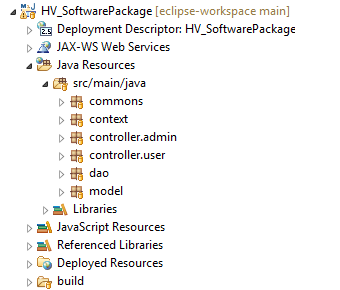 HV_SoftwarePackage [eclipse-workspace main]
Deployment Descriptor: HV_SoftwarePackage
JAX-WS Web Services
Java Resources
src/main/java
commons
context
controller.admin
controller.user
dao
model
Libraries
JavaScript Resources
Referenced Libraries
Deployed Resources
build